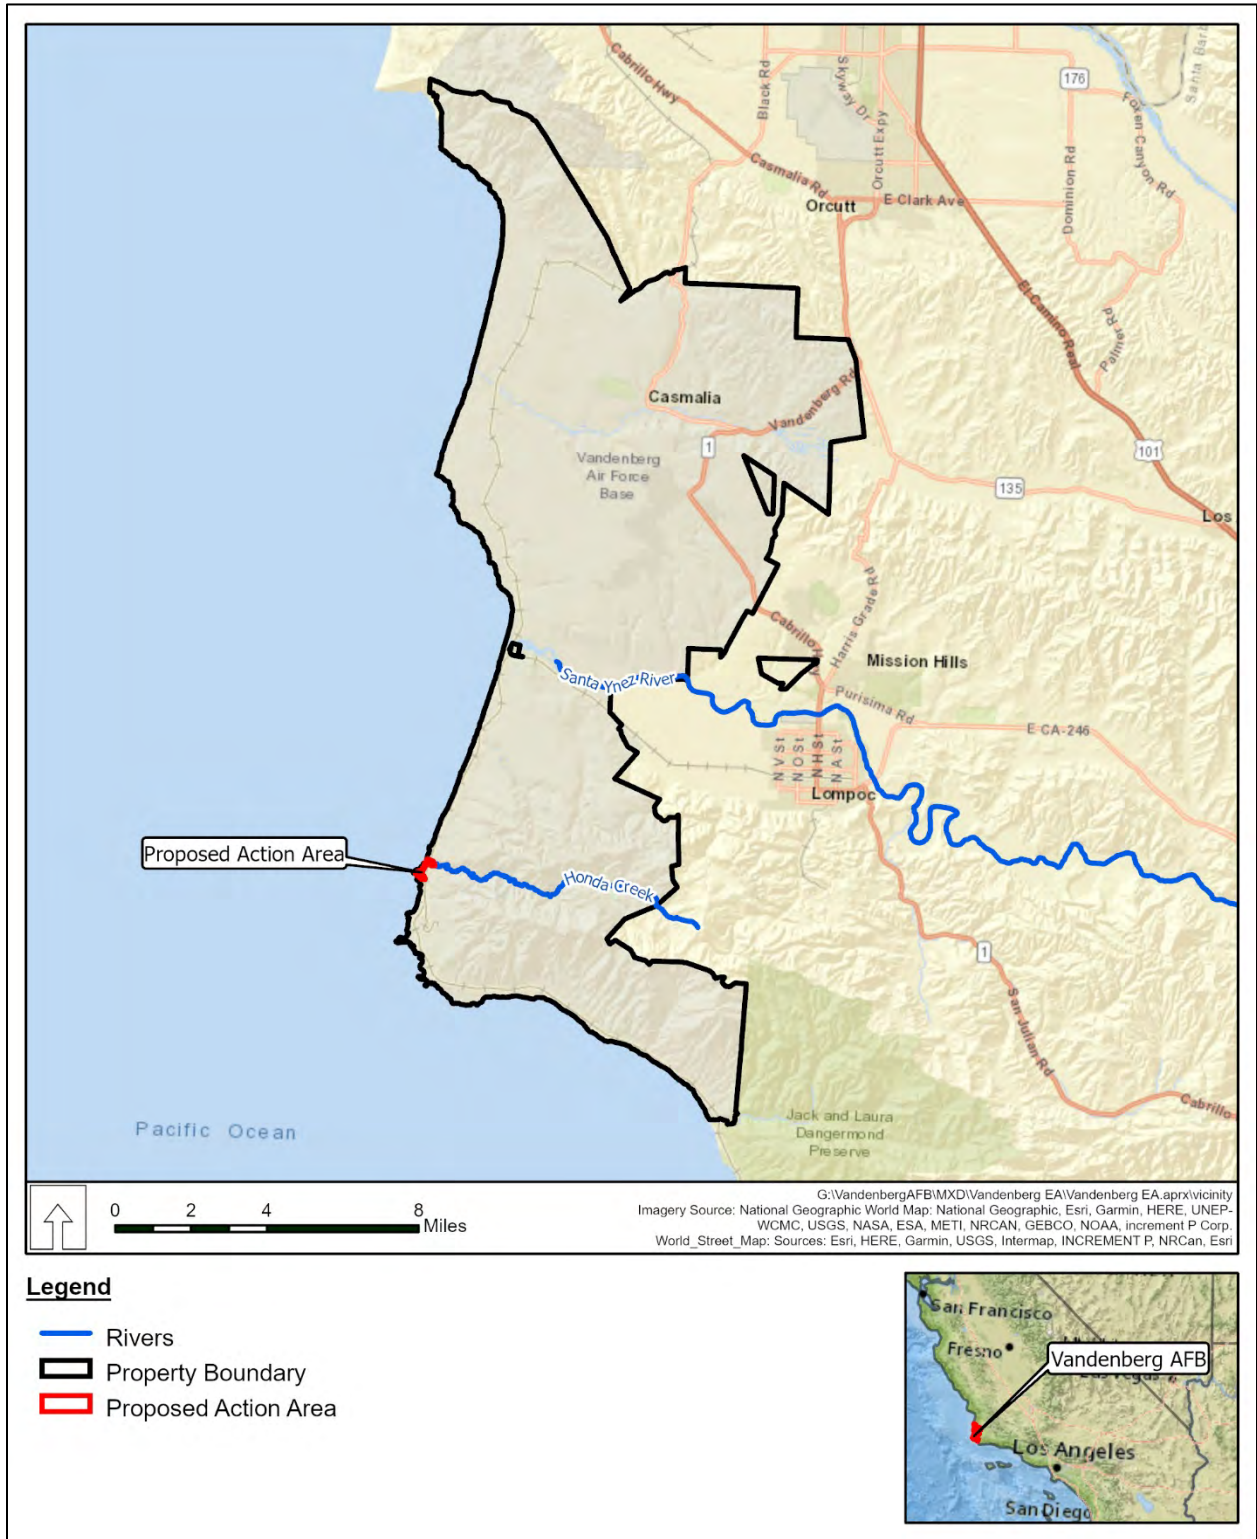 Cabrillo Hwy
Black Rd
Skyway Dr
Orcutt Expy
176
Foxen Canyon Rd
Santa Barb
Casmalia Rd
Orcutt
E Clark Ave
Dominion Rd
El Camino Real
Palmer Rd
Casmalia
Vandenberg Rd
1
Vandenberg
Air Force
Base
101
135
Los
Harris Grade Rd
Cabrillo Hwy
Mission Hills
Santa Ynez River
Purisima Rd
E CA-246
N V St
N O St
N H St
N A St
Lompoc
Proposed Action Area
Honda Creek
1
San Julian Rd
Cabrillo
Jack and Laura
Dangermond
Preserve
Pacific Ocean
0 2 4 8
Miles
G:\VandenbergAFB\MXD\Vandenberg EA\Vandenberg EA.aprx\vicinity
Imagery Source: National Geographic World Map: National Geographic, Esri, Garmin, HERE, UNEP-
WCMC, USGS, NASA, ESA, METI, NRCAN, GEBCO, NOAA, increment P Corp.
World_Street_Map: Sources: Esri, HERE, Garmin, USGS, Intermap, INCREMENT P, NRCan, Esri
Legend
Rivers
Property Boundary
Proposed Action Area
San Francisco
Fresno
Vandenberg AFB
Los Angeles
San Diego